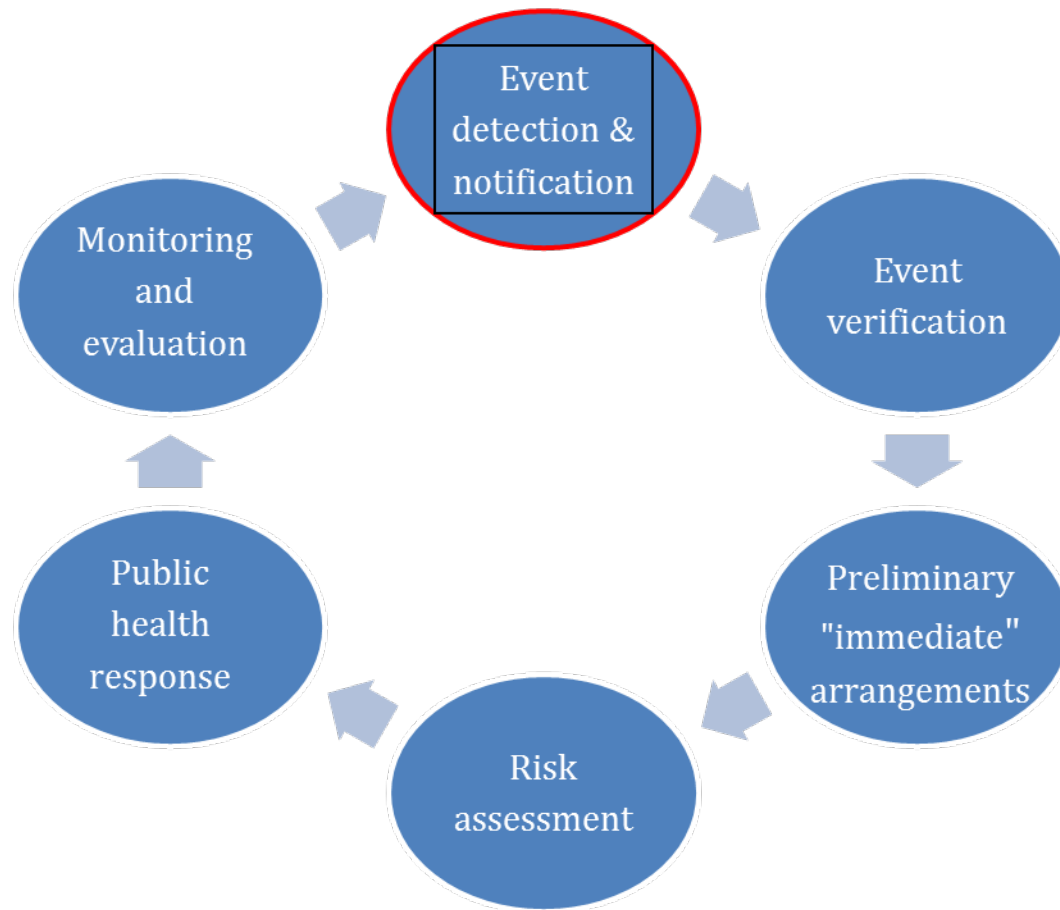 Event
detection &
notification
Event
verification
Preliminary
"immediate"
arrangements
Risk
assessment
Public
health
response
Monitoring
and
evaluation